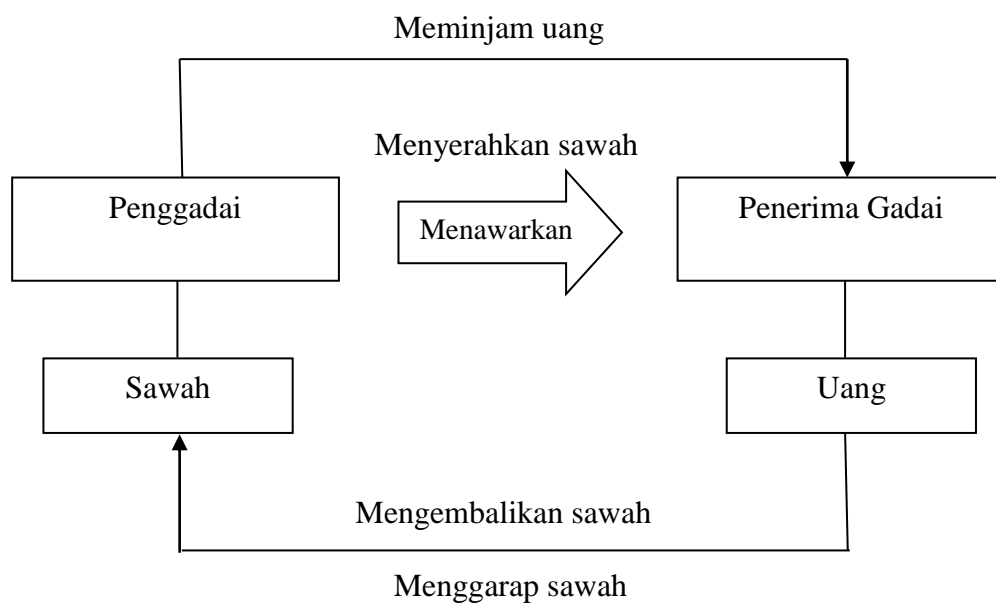 Meminjam uang
Menyerahkan sawah
Penggadai
Menawarkan
Penerima Gadai
Sawah
Uang
Mengembalikan sawah
Menggarap sawah